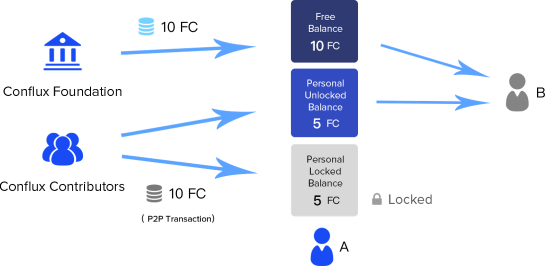 10 FC
Conflux Foundation
Conflux Contributors
10 FC
( P2P Transaction)
Free
Balance
10 FC
Personal
Unlocked
Balance
5 FC
Personal
Locked
Balance
5 FC
Locked
A
B